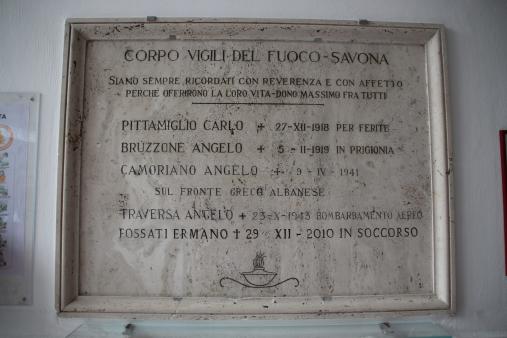 CORPO VIGILI DEL FUOCO - SAVONA
SIANO SEMPRE RICORDATI CON REVERENZA E CON AFFETTO
PERCHE OFFRIRONO LA LORO VITA - DONO MASSIMO FRA TUTTI
PITTAMIGLIO CARLO + 27-XII-1918 PER FERITE
BRUZZONE ANGELO + 5-II-1919 IN PRIGIONIA
CAMORIANO ANGELO + 9-IV-1941
SUL FRONTE GRECO ALBANESE
TRAVERSA ANGELO + 23-X-1943 BOMBARDAMENTO AEREO
FOSSATI ERMANO ✝ 29 XII-2010 IN SOCCORSO